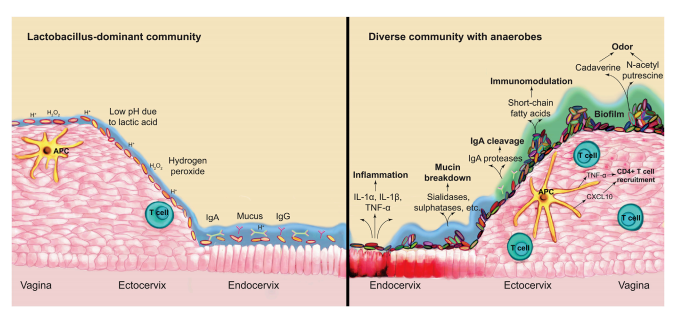 Lactobacillus-dominant community
H⁺
H₂O₂
H⁺
Low pH due
to lactic acid
APC
H⁺
H₂O₂
Hydrogen
peroxide
H⁺
T cell
IgA
Mucus
IgG
H⁺
Vagina
Ectocervix
Endocervix
Diverse community with anaerobes
Odor
Cadaverine
N-acetyl
putrescine
Immunomodulation
Short-chain
fatty acids
Biofilm
IgA cleavage
IgA proteases
Mucin
breakdown
Sialidases,
sulphatases, etc.
Inflammation
IL-1α, IL-1β,
TNF-α
T cell
APC
TNF-α
CD4+ T cell
recruitment
CXCL10
T cell
T cell
Endocervix
Ectocervix
Vagina